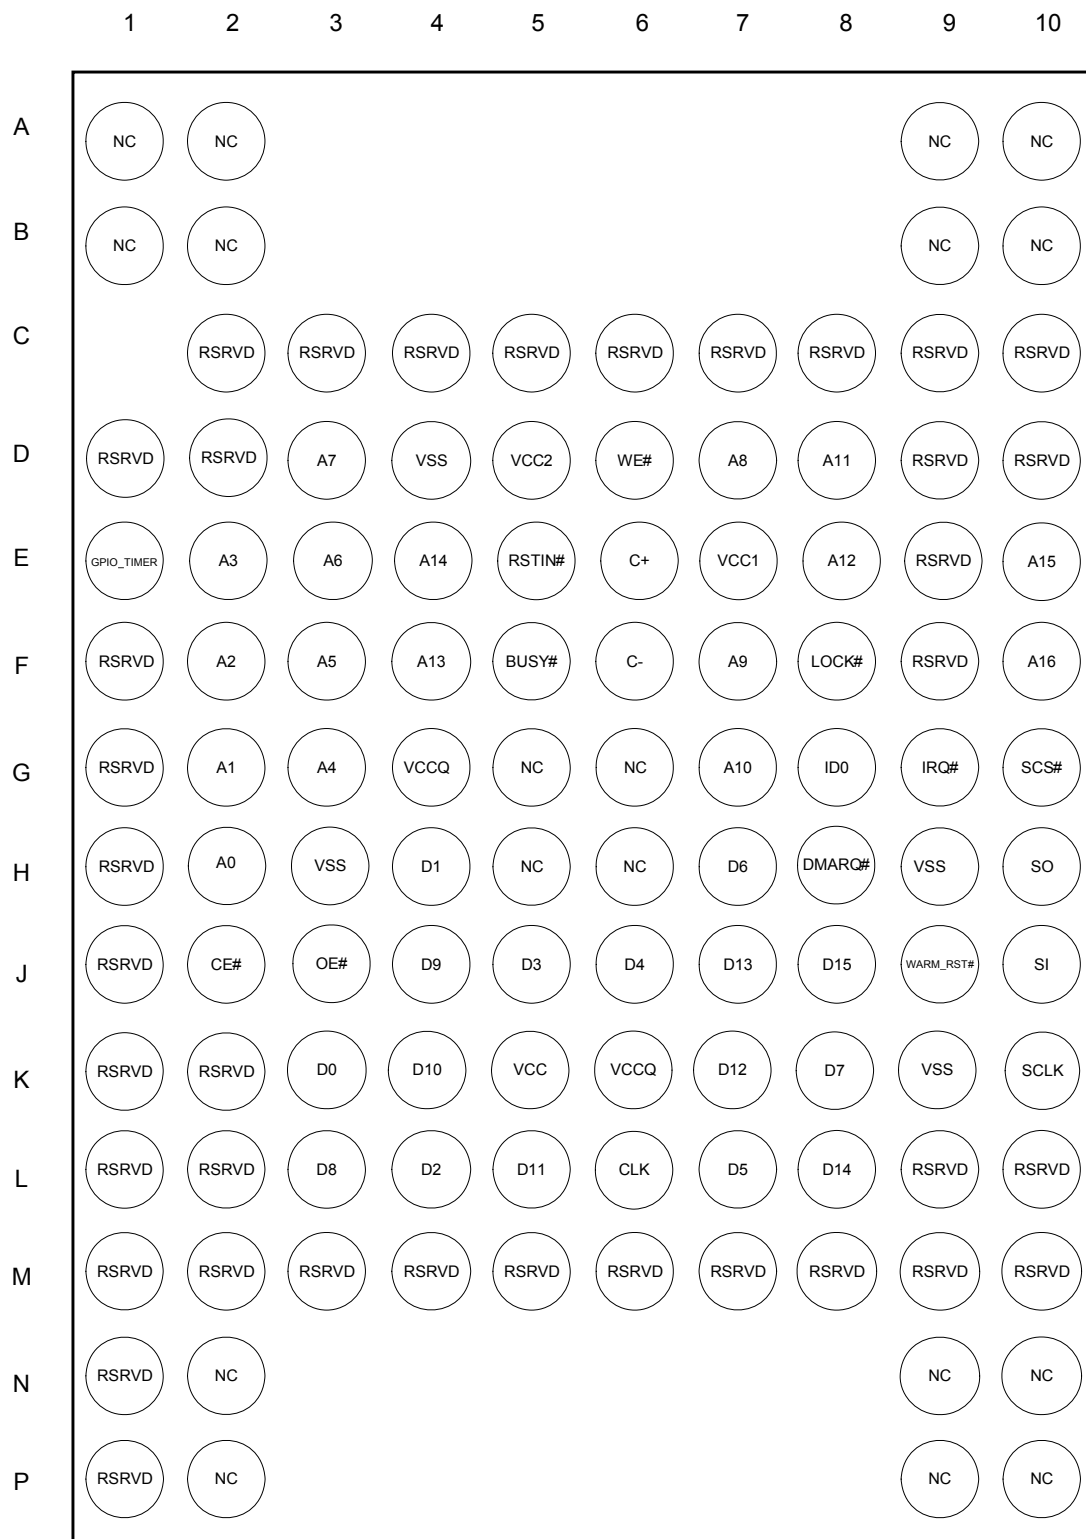 1 2 3 4 5 6 7 8 9 10
A NC NC NC NC
B NC NC NC NC
C RSRVD RSRVD RSRVD RSRVD RSRVD RSRVD RSRVD RSRVD RSRVD
D RSRVD RSRVD A7 VSS VCC2 WE# A8 A11 RSRVD RSRVD
E GPIO_TIMER A3 A6 A14 RSTIN# C+ VCC1 A12 RSRVD A15
F RSRVD A2 A5 A13 BUSY# C- A9 LOCK# RSRVD A16
G RSRVD A1 A4 VCCQ NC NC A10 ID0 IRQ# SCS#
H RSRVD A0 VSS D1 NC NC D6 DMARQ# VSS SO
J RSRVD CE# OE# D9 D3 D4 D13 D15 WARM_RST# SI
K RSRVD RSRVD D0 D10 VCC VCCQ D12 D7 VSS SCLK
L RSRVD RSRVD D8 D2 D11 CLK D5 D14 RSRVD RSRVD
M RSRVD RSRVD RSRVD RSRVD RSRVD RSRVD RSRVD RSRVD RSRVD RSRVD
N RSRVD NC NC NC
P RSRVD NC NC NC